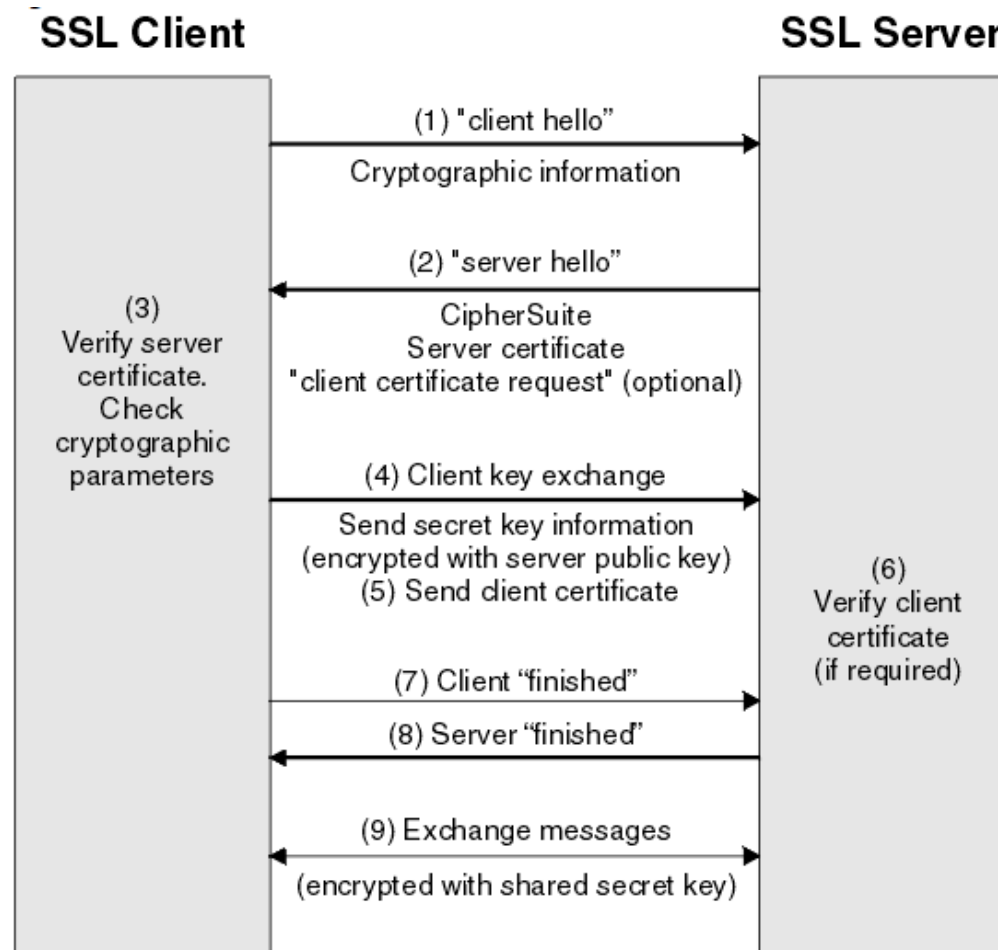 SSL Client
SSL Server
(1) "client hello”
Cryptographic information
(2) "server hello”
CipherSuite
Server certificate
"client certificate request" (optional)
(3)
Verify server
certificate.
Check
cryptographic
parameters
(4) Client key exchange
Send secret key information
(encrypted with server public key)
(5) Send client certificate
(6)
Verify client
certificate
(if required)
(7) Client “finished”
(8) Server “finished”
(9) Exchange messages
(encrypted with shared secret key)